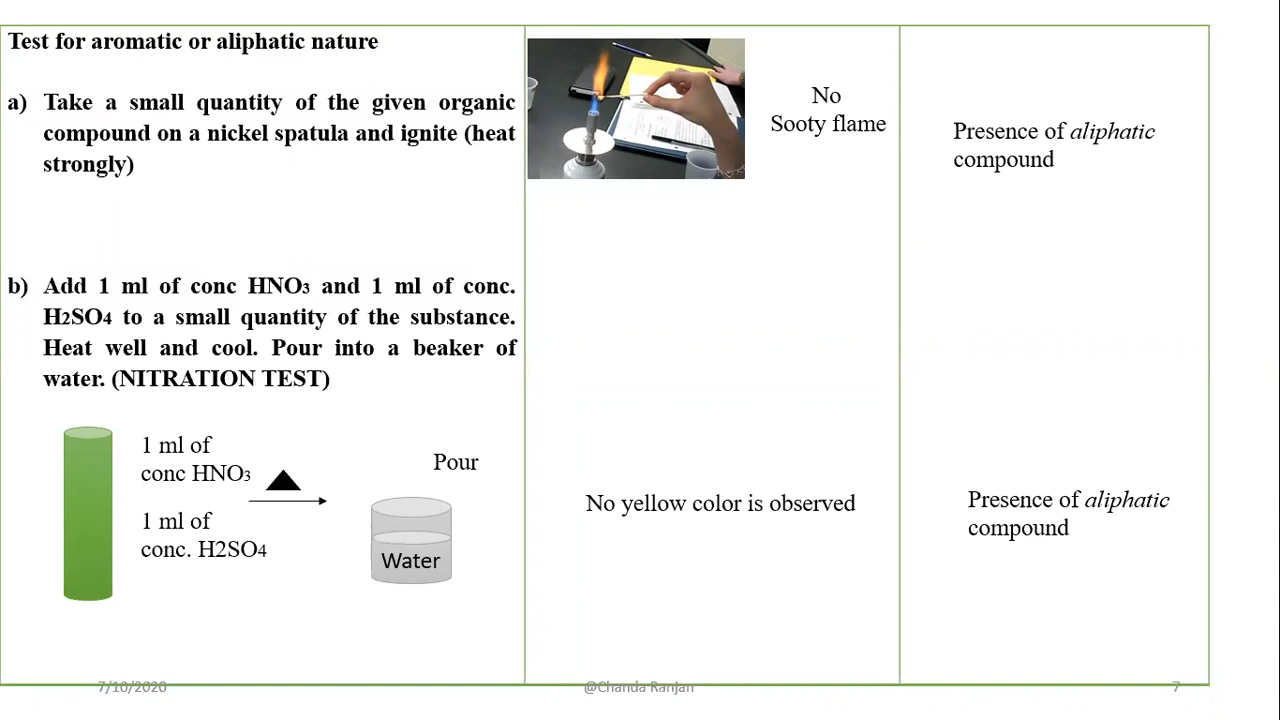 Test for aromatic or aliphatic nature
a) Take a small quantity of the given organic
compound on a nickel spatula and ignite (heat
strongly)
No
Sooty flame
Presence of aliphatic
compound
b) Add 1 ml of conc HNO3 and 1 ml of conc.
H2SO4 to a small quantity of the substance.
Heat well and cool. Pour into a beaker of
water. (NITRATION TEST)
1 ml of
conc HNO3
1 ml of
conc. H2SO4
Pour
Water
No yellow color is observed
Presence of aliphatic
compound
7/10/2020
@Chanda Ranjan
7